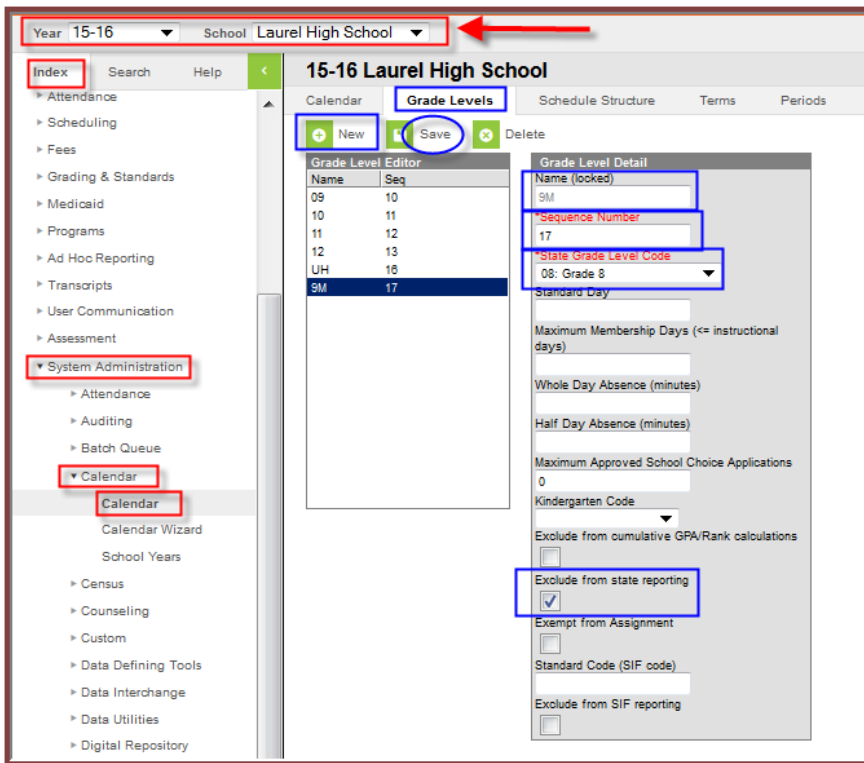 Year 15-16 School Laurel High School
Index Search Help
Attendance
Scheduling
Fees
Grading & Standards
Medicaid
Programs
Ad Hoc Reporting
Transcripts
User Communication
Assessment
System Administration
Attendance
Auditing
Batch Queue
Calendar
Calendar
Calendar Wizard
School Years
Census
Counseling
Custom
Data Defining Tools
Data Interchange
Data Utilities
Digital Repository
15-16 Laurel High School
Calendar Grade Levels Schedule Structure Terms Periods
New Save Delete
Grade Level Editor
Name Seq
09 10
10 11
11 12
12 13
UH 16
9M 17
Grade Level Detail
Name (locked)
9M
*Sequence Number
17
*State Grade Level Code
08: Grade 8
Standard Day
Maximum Membership Days (<= instructional
days)
Whole Day Absence (minutes)
Half Day Absence (minutes)
Maximum Approved School Choice Applications
0
Kindergarten Code
Exclude from cumulative GPA/Rank calculations
Exclude from state reporting
Exempt from Assignment
Standard Code (SIF code)
Exclude from SIF reporting